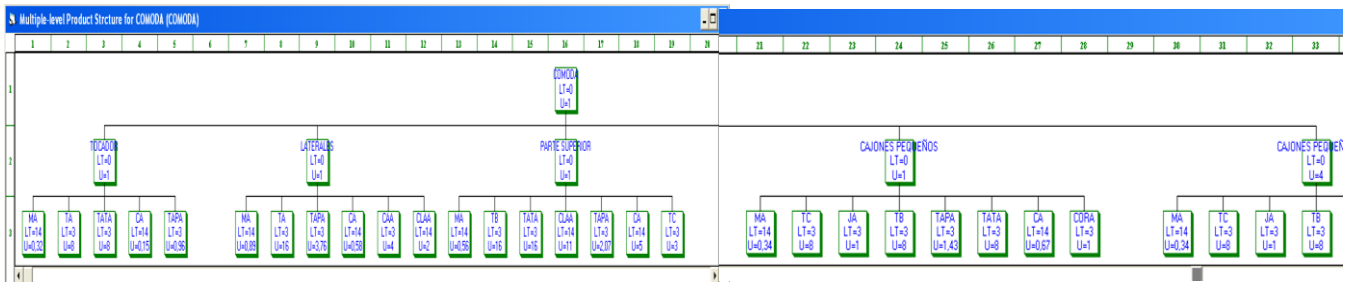 Multiple-level Product Strcture for COMODA (COMODA)
1 2 3 4 5 6 7 8 9 10 11 12 13 14 15 16 17 18 19 20 21 22 23 24 25 26 27 28 29 30 31 32 33
1
COMODA
LT=0
U=1
2
TOCADOR LATERALES PARTE SUPERIOR CAJONES PEQUEÑOS CAJONES PEQUEÑ
LT=0 LT=0 LT=0 LT=0 LT=0
U=1 U=1 U=1 U=1 U=4
3
MA TA TATA CA TAPA MA TA TAPA CA CAA CLAA MA TB TATA CLAA TAPA CA TC MA TC JA TB TAPA TATA CA CORA MA TC JA TB
LT=14 LT=3 LT=3 LT=14 LT=3 LT=14 LT=3 LT=3 LT=14 LT=14 LT=14 LT=14 LT=3 LT=3 LT=14 LT=3 LT=14 LT=3 LT=14 LT=3 LT=3 LT=3 LT=3 LT=3 LT=14 LT=3 LT=14 LT=3 LT=3 LT=3
U=0,32 U=8 U=8 U=0,15 U=0,96 U=0,89 U=16 U=3,76 U=0,58 U=4 U=2 U=0,56 U=16 U=16 U=11 U=2,07 U=5 U=3 U=0,34 U=8 U=1 U=8 U=1,43 U=8 U=0,67 U=1 U=0,34 U=8 U=1 U=8